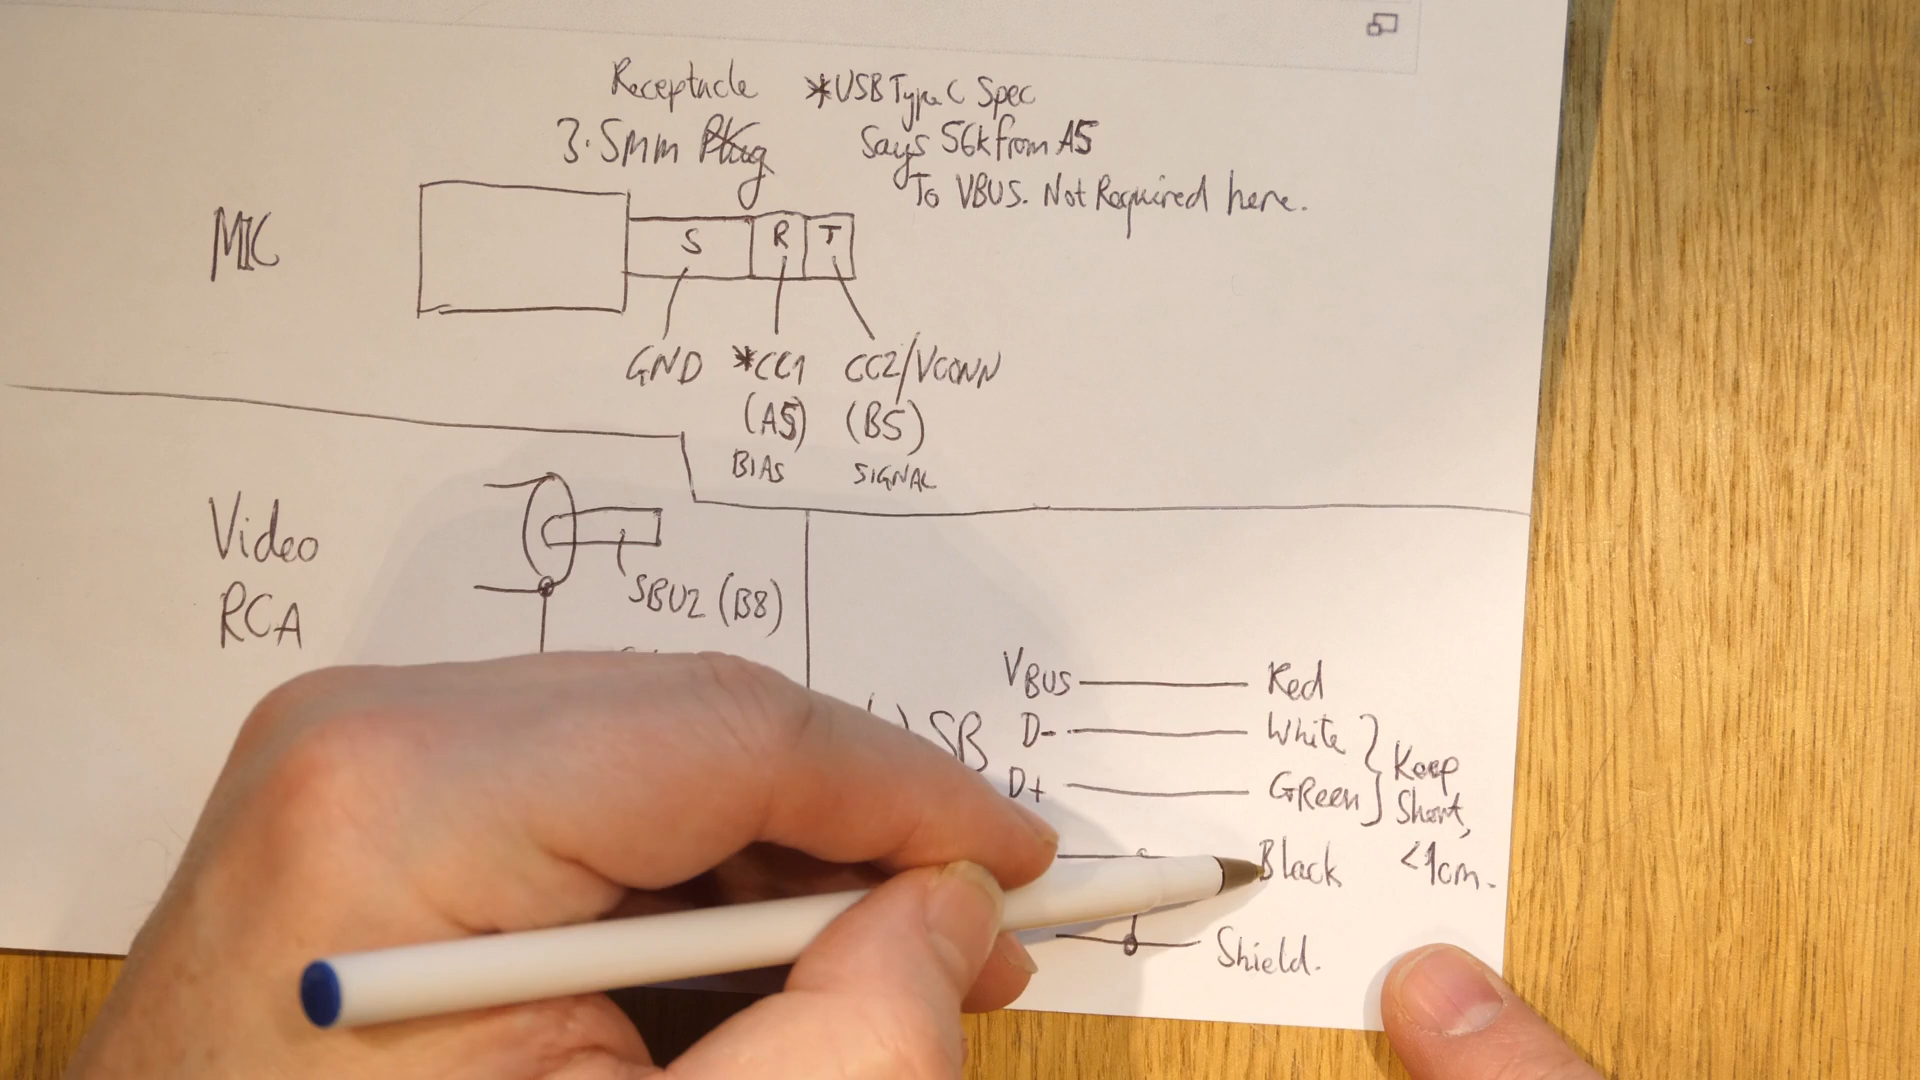 Receptacle
3.5mm Plug
*USB Type C Spec
Says 56k from A5
To VBUS. Not Required here.
MIC
S R T
GND *CC1 CC2/VCONN
(A5) (B5)
BIAS SIGNAL
Video
RCA
SBU2 (B8)
VBUS Red
D- White
D+ GReen
Keep
Short,
<1cm.
Black
Shield.